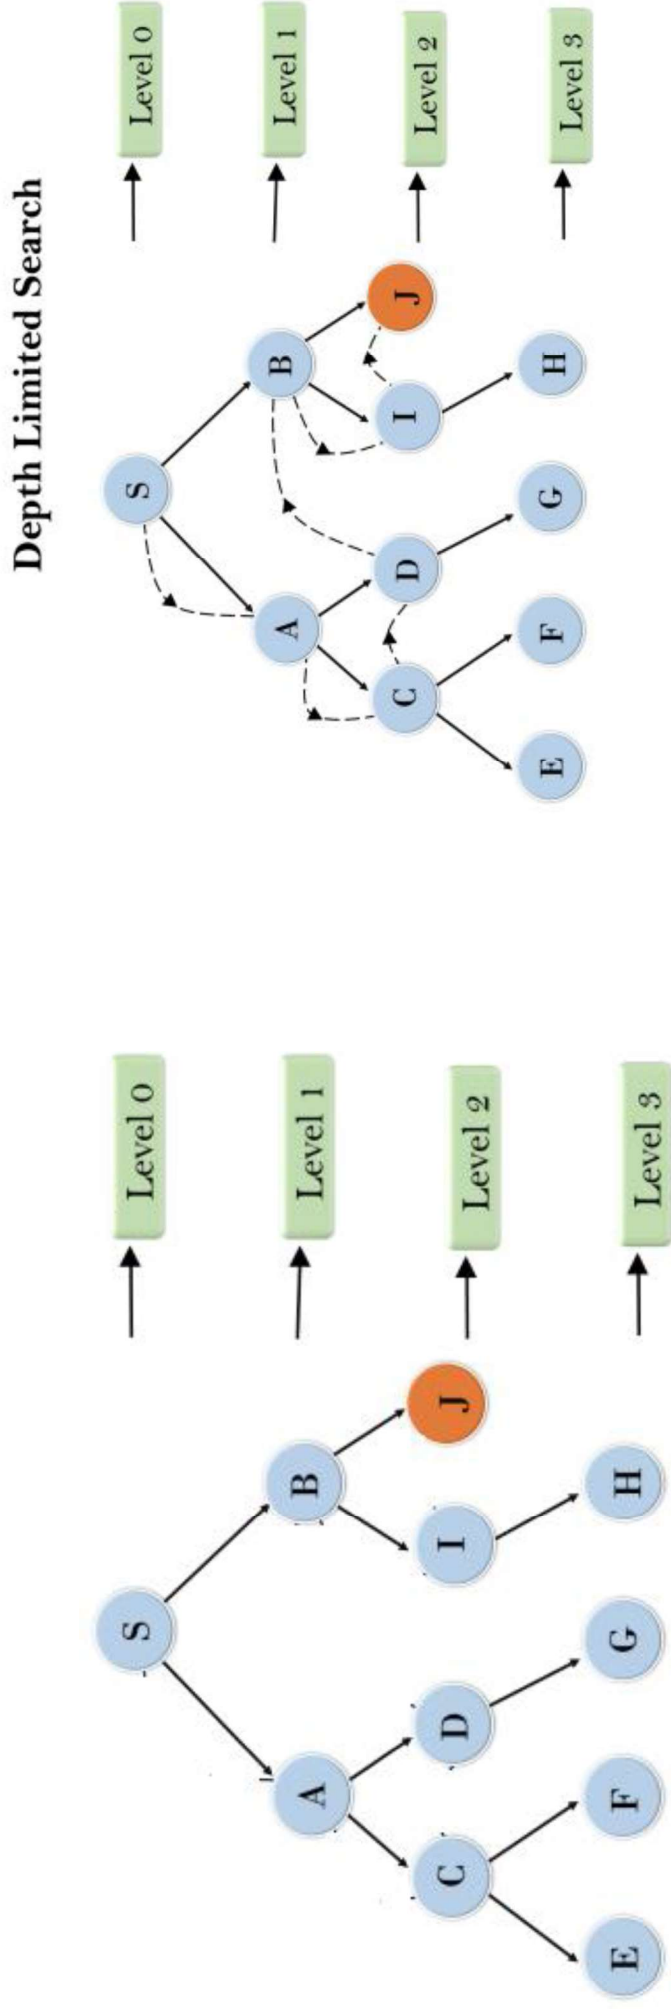 S
Level 0
A
B
Level 1
C
D
I
J
Level 2
E
F
G
H
Level 3
Depth Limited Search
S
Level 0
A
B
Level 1
C
D
I
J
Level 2
E
F
G
H
Level 3